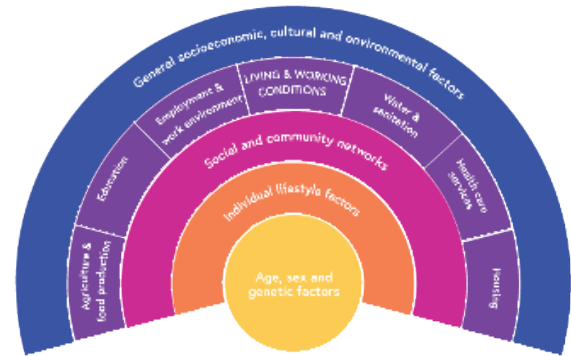 General socioeconomic, cultural and environmental factors
Agriculture &
food production
Education
Employment &
work environment
LIVING & WORKING
CONDITIONS
Water &
sanitation
Health care
services
Housing
Social and community networks
Individual lifestyle factors
Age, sex and
genetic factors